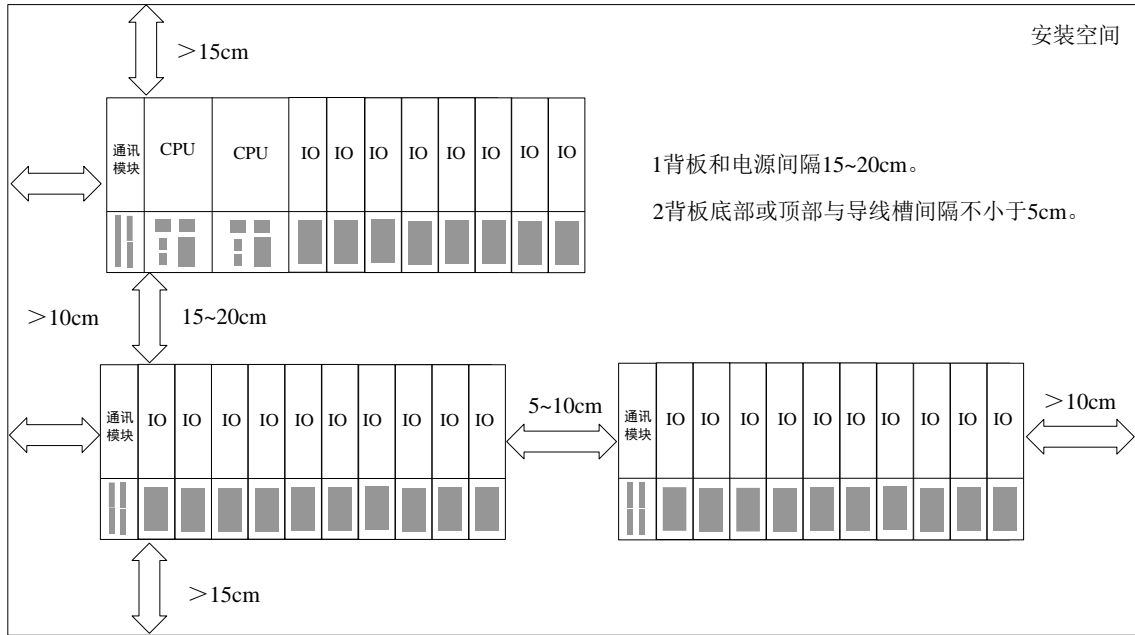 安装空间
＞15cm
通讯
模块
CPU
CPU
IO IO IO IO IO IO IO IO
1背板和电源间隔15~20cm。
2背板底部或顶部与导线槽间隔不小于5cm。
＞10cm
15~20cm
通讯
模块
IO IO IO IO IO IO IO IO IO IO
5~10cm
通讯
模块
IO IO IO IO IO IO IO IO IO IO
＞10cm
＞15cm